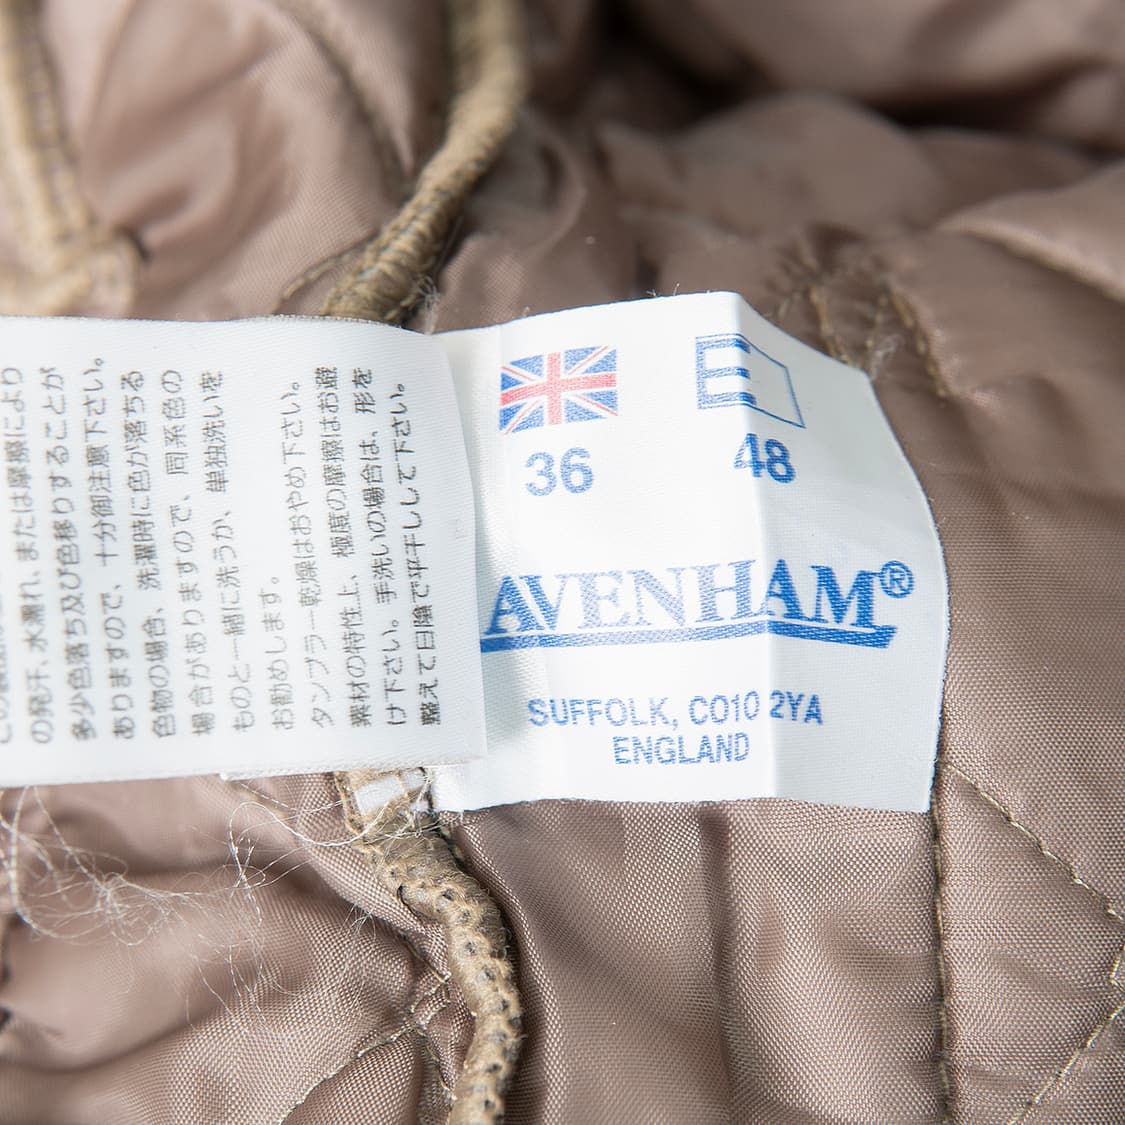 の発汗、水濡れ、または摩擦により
多少色落ち及び色移りすることが
ありますので、十分御注意下さい。
色物の場合、洗濯時に色が落ちる
場合がありますので、同系色の
ものと一緒に洗うか、単独洗いを
お勧めします。
タンブラー乾燥はおやめ下さい。
素材の特性上、極度の摩擦はお避
け下さい。手洗いの場合は、形を
整えて日陰で平干しして下さい。
E
36 48
AVENHAM®
SUFFOLK, CO10 2YA
ENGLAND